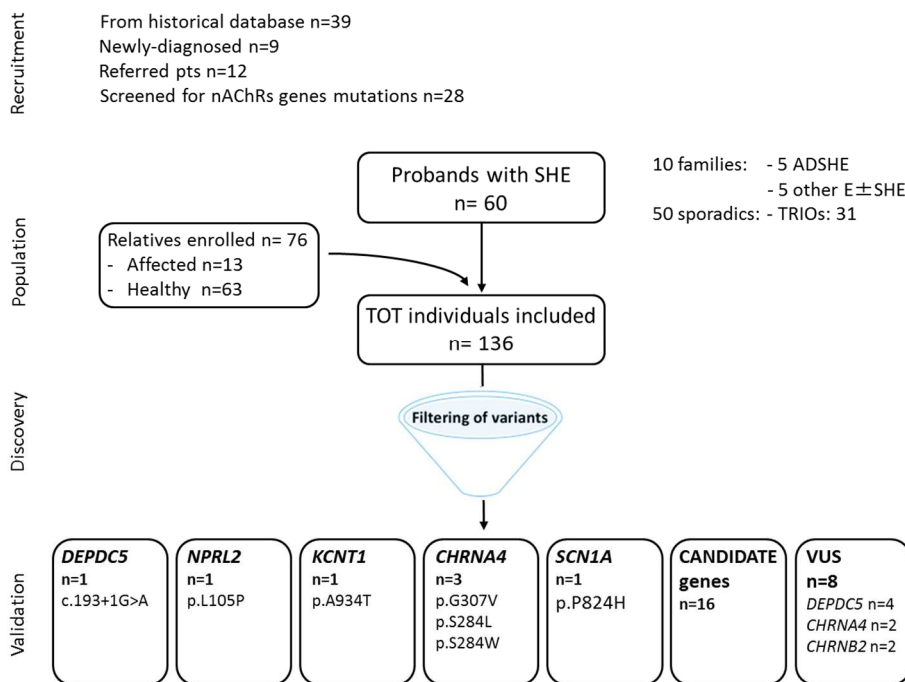 Recruitment
From historical database n=39
Newly-diagnosed n=9
Referred pts n=12
Screened for nAChRs genes mutations n=28
Population
Probands with SHE
n= 60
10 families: - 5 ADSHE
- 5 other E±SHE
50 sporadics: - TRIOs: 31
Relatives enrolled n= 76
- Affected n=13
- Healthy n=63
TOT individuals included
n= 136
Discovery
Filtering of variants
Validation
DEPDC5
n=1
c.193+1G>A
NPRL2
n=1
p.L105P
KCNT1
n=1
p.A934T
CHRNA4
n=3
p.G307V
p.S284L
p.S284W
SCN1A
n=1
p.P824H
CANDIDATE
genes
n=16
VUS
n=8
DEPDC5 n=4
CHRNA4 n=2
CHRNB2 n=2